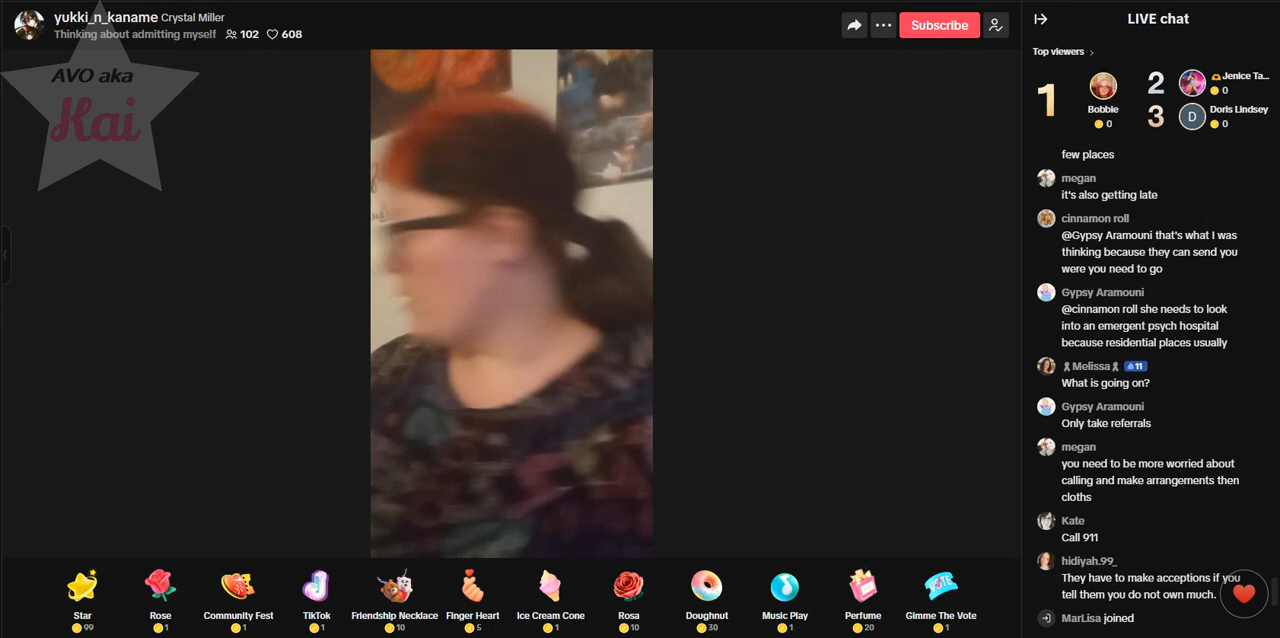 yukki_n_kaname Crystal Miller
Thinking about admitting myself 102 608
Subscribe
AVO aka
Kai
LIVE chat
Top viewers
1
Bobbie
0
2
Jenice Ta...
0
3
D
Doris Lindsey
0
few places
megan
it's also getting late
cinnamon roll
@Gypsy Aramouni that's what I was
thinking because they can send you
were you need to go
Gypsy Aramouni
@cinnamon roll she needs to look
into an emergent psych hospital
because residential places usually
Melissa 11
What is going on?
Gypsy Aramouni
Only take referrals
megan
you need to be more worried about
calling and make arrangements then
cloths
Kate
Call 911
hidiyah.99_
They have to make acceptions if you
tell them you do not own much.
MarLisa joined
Star
99
Rose
1
Community Fest
1
TikTok
1
Friendship Necklace
10
Finger Heart
5
Ice Cream Cone
1
Rosa
10
Doughnut
30
Music Play
1
Perfume
20
Gimme The Vote
1